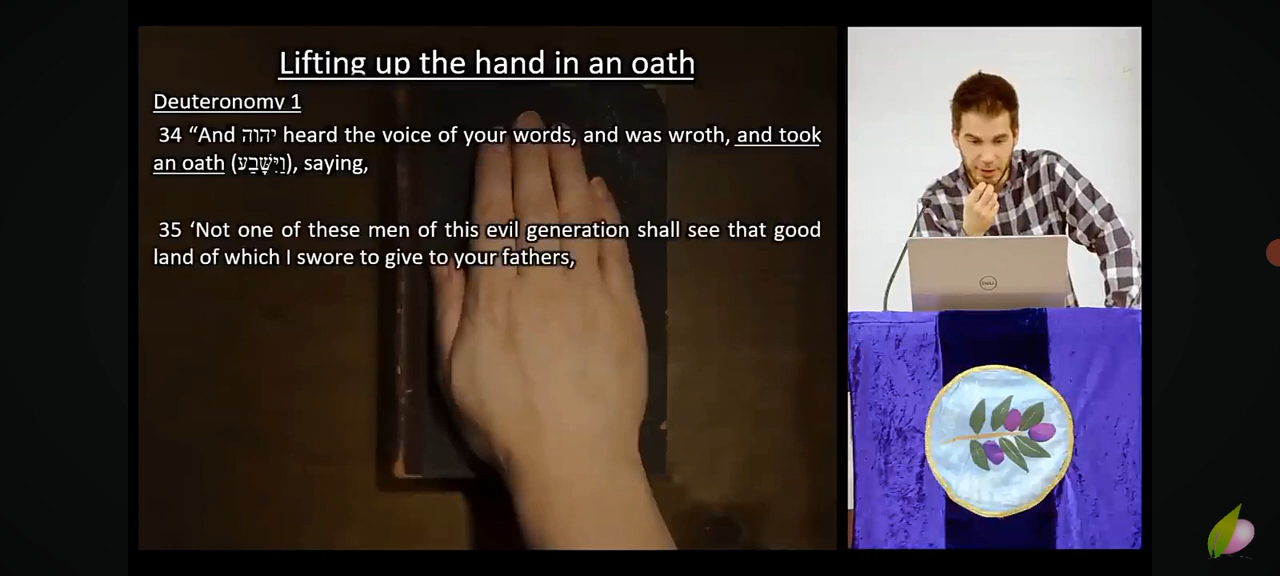 Lifting up the hand in an oath
Deuteronomy 1
34 “And יהוה heard the voice of your words, and was wroth, and took
an oath (וַיִּשָּׁבַע), saying,
35 ‘Not one of these men of this evil generation shall see that good
land of which I swore to give to your fathers,
DELL